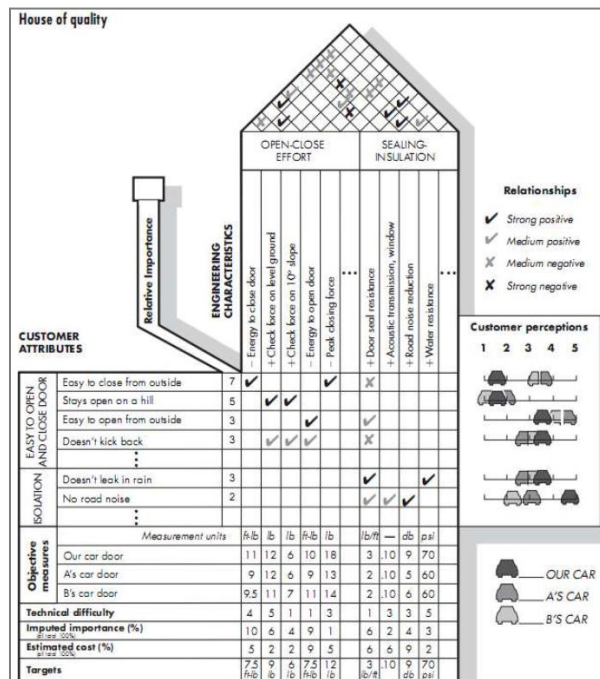 House of quality
OPEN-CLOSE EFFORT
SEALING-INSULATION
Relationships
Strong positive
Medium positive
Medium negative
Strong negative
Relative Importance
ENGINEERING CHARACTERISTICS
– Energy to close door
+ Check force on level ground
+ Check force on 10° slope
– Energy to open door
– Peak closing force
...
+ Door seal resistance
+ Acoustic transmission, window
+ Road noise reduction
+ Water resistance
...
CUSTOMER ATTRIBUTES
Customer perceptions
1 2 3 4 5
EASY TO OPEN AND CLOSE DOOR
Easy to close from outside 7
Stays open on a hill 5
Easy to open from outside 3
Doesn't kick back 3
ISOLATION
Doesn't leak in rain 3
No road noise 2
Objective measures
Measurement units ft-lb lb lb ft-lb lb lb/ft — db psi
Our car door 11 12 6 10 18 3 .10 9 70
A's car door 9 12 6 9 13 2 .10 5 60
B's car door 9.5 11 7 11 14 2 .10 6 60
Technical difficulty 4 5 1 1 3 1 3 3 5
Imputed importance (%) 10 6 4 9 1 6 2 4 3
Estimated cost (%) 5 2 2 9 5 6 6 9 2
Targets 7.5 ft-lb 9 lb 6 lb 7.5 ft-lb 12 lb 3 lb/ft .10 9 db 70 psi
OUR CAR
A'S CAR
B'S CAR